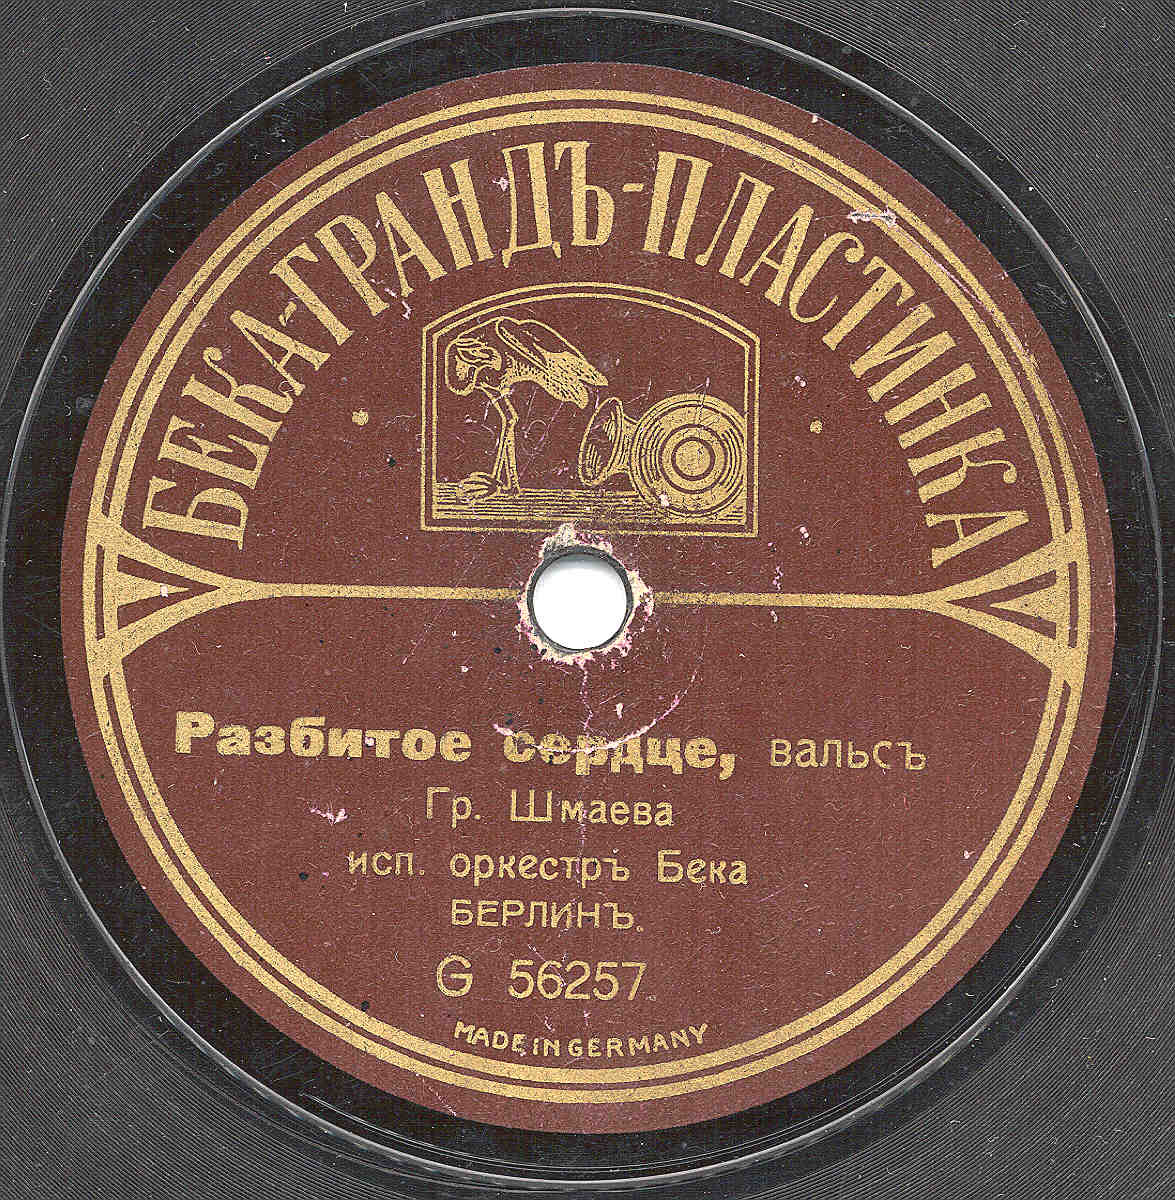 БЕКА-ГРАНДЪ-ПЛАСТИНКА
Разбитое сердце, вальсъ
Гр. Шмаева
исп. оркестръ Бека
БЕРЛИНЪ.
G 56257.
MADE IN GERMANY